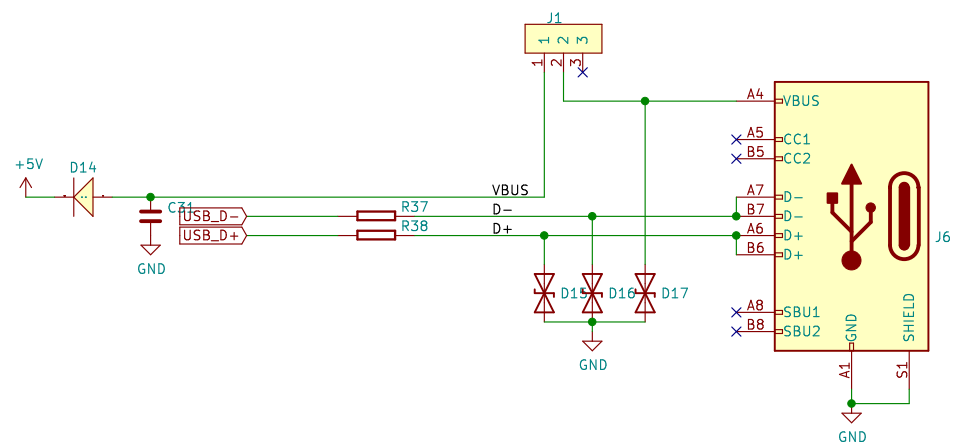 J1
1 2 3
1 2 3
A4 VBUS
A5 CC1
B5 CC2
+5V
D14
VBUS
A7 D-
C31
USB_D-
R37
D-
B7 D-
USB_D+
R38
D+
A6 D+
B6 D+
J6
GND
D15
D16
D17
A8 SBU1
B8 SBU2
GND
SHIELD
GND
A1
S1
GND